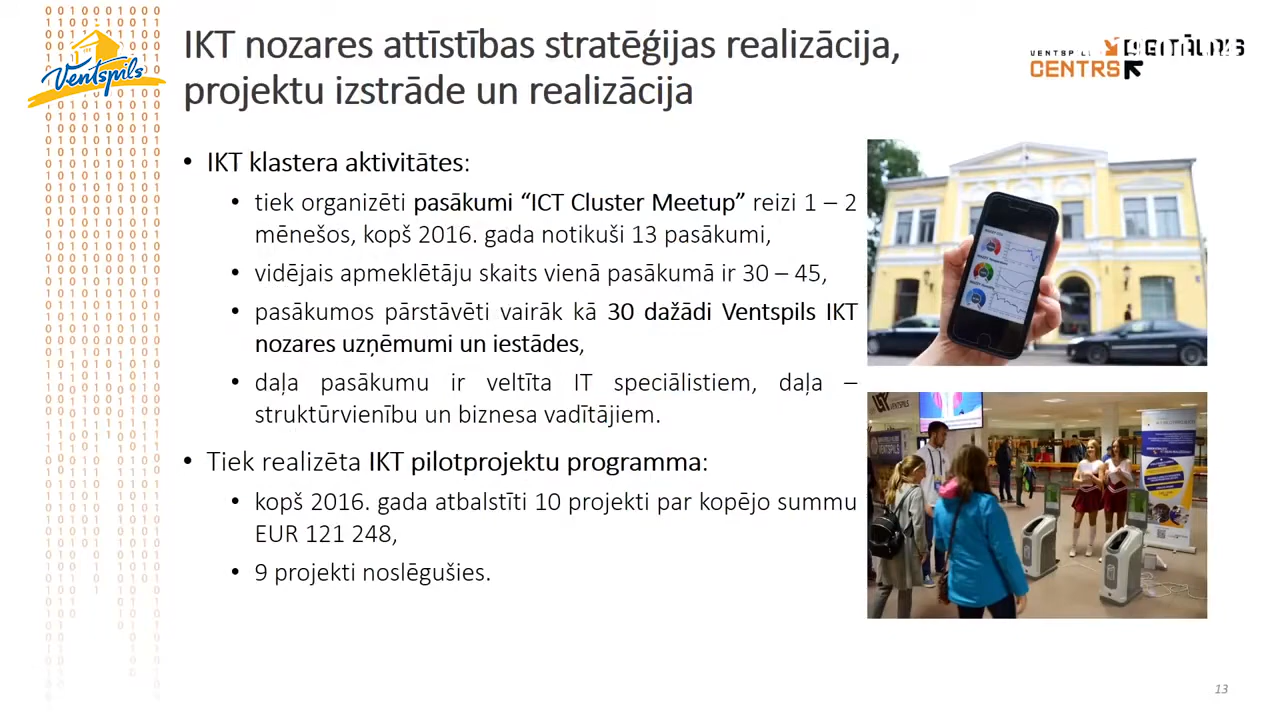 Ventspils
IKT nozares attīstības stratēģijas realizācija,
projektu izstrāde un realizācija
CENTRS
• IKT klastera aktivitātes:
• tiek organizēti pasākumi “ICT Cluster Meetup” reizi 1 – 2
mēnešos, kopš 2016. gada notikuši 13 pasākumi,
• vidējais apmeklētāju skaits vienā pasākumā ir 30 – 45,
• pasākumos pārstāvēti vairāk kā 30 dažādi Ventspils IKT
nozares uzņēmumi un iestādes,
• daļa pasākumu ir veltīta IT speciālistiem, daļa –
struktūrvienību un biznesa vadītājiem.
• Tiek realizēta IKT pilotprojektu programma:
• kopš 2016. gada atbalstīti 10 projekti par kopējo summu
EUR 121 248,
• 9 projekti noslēgušies.
13